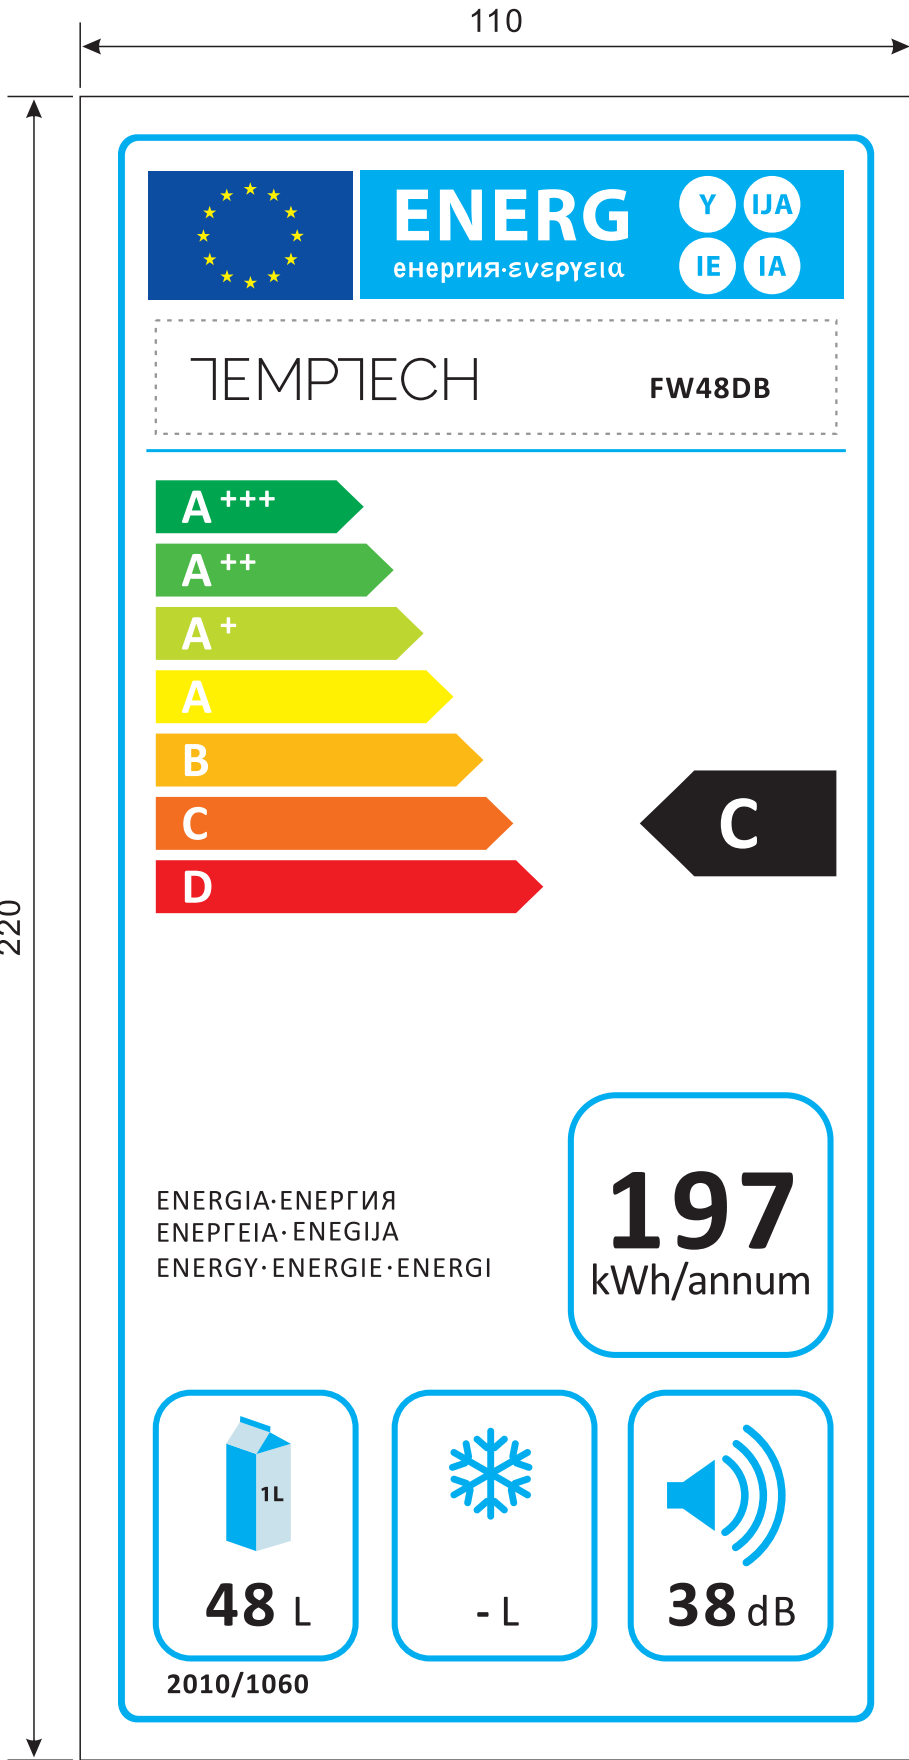 110
220
ENERG
енергия·ενεργεια
Y IJA
IE IA
TEMPTECH FW48DB
A+++
A++
A+
A
B
C
D
C
ENERGIA·ЕΝΕΡΓИЯ
ΕΝΕΡΓΕΙΑ·ENEGIJA
ENERGY·ENERGIE·ENERGI
197
kWh/annum
1L
48 L
- L
38 dB
2010/1060